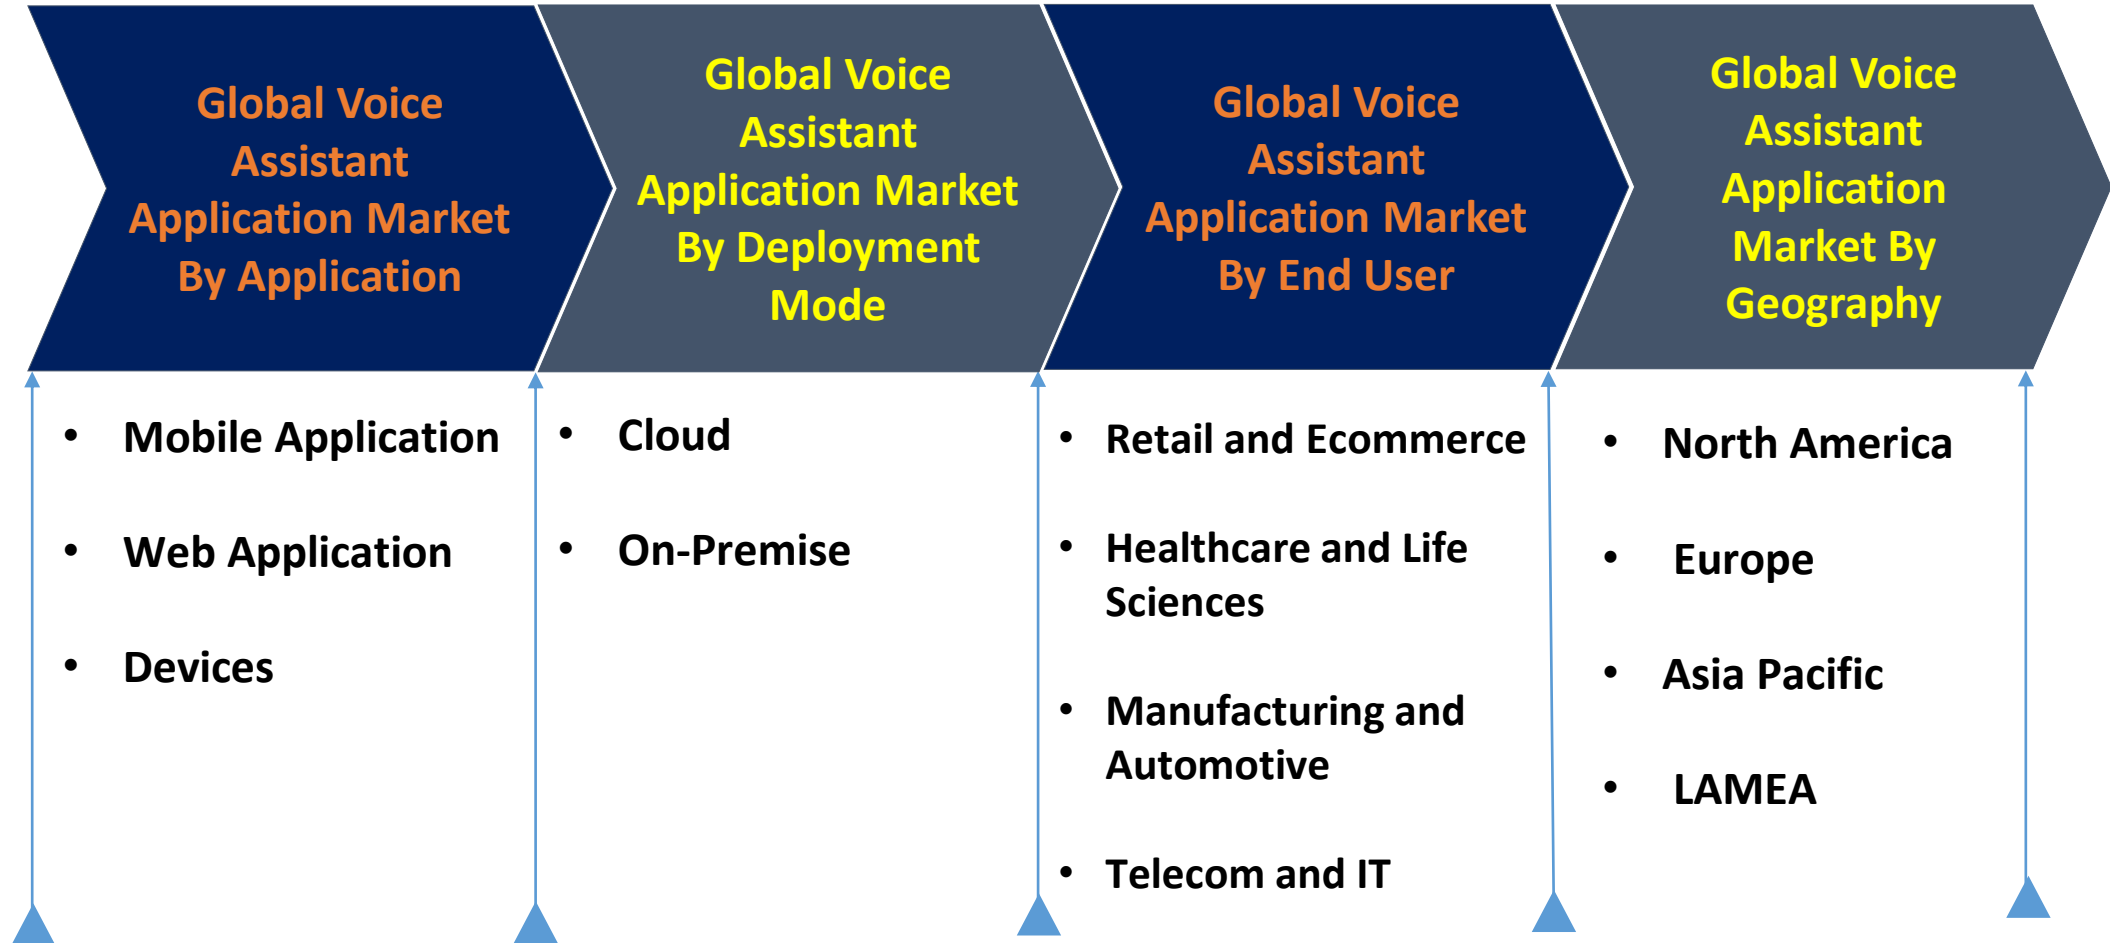 Global Voice
Assistant
Application Market
By Application
Global Voice
Assistant
Application Market
By Deployment
Mode
Global Voice
Assistant
Application Market
By End User
Global Voice
Assistant
Application
Market By
Geography
• Mobile Application
• Web Application
• Devices
• Cloud
• On-Premise
• Retail and Ecommerce
• Healthcare and Life
Sciences
• Manufacturing and
Automotive
• Telecom and IT
• North America
• Europe
• Asia Pacific
• LAMEA